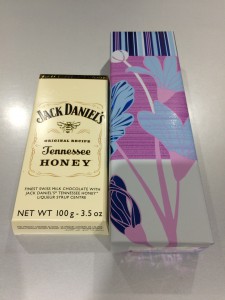 JACK DANIEL'S
ORIGINAL RECIPE
Tennessee
HONEY
FINEST SWISS MILK CHOCOLATE WITH
JACK DANIEL'S TENNESSEE HONEY
LIQUEUR SYRUP CENTRE
NET WT 100g - 3.5 oz